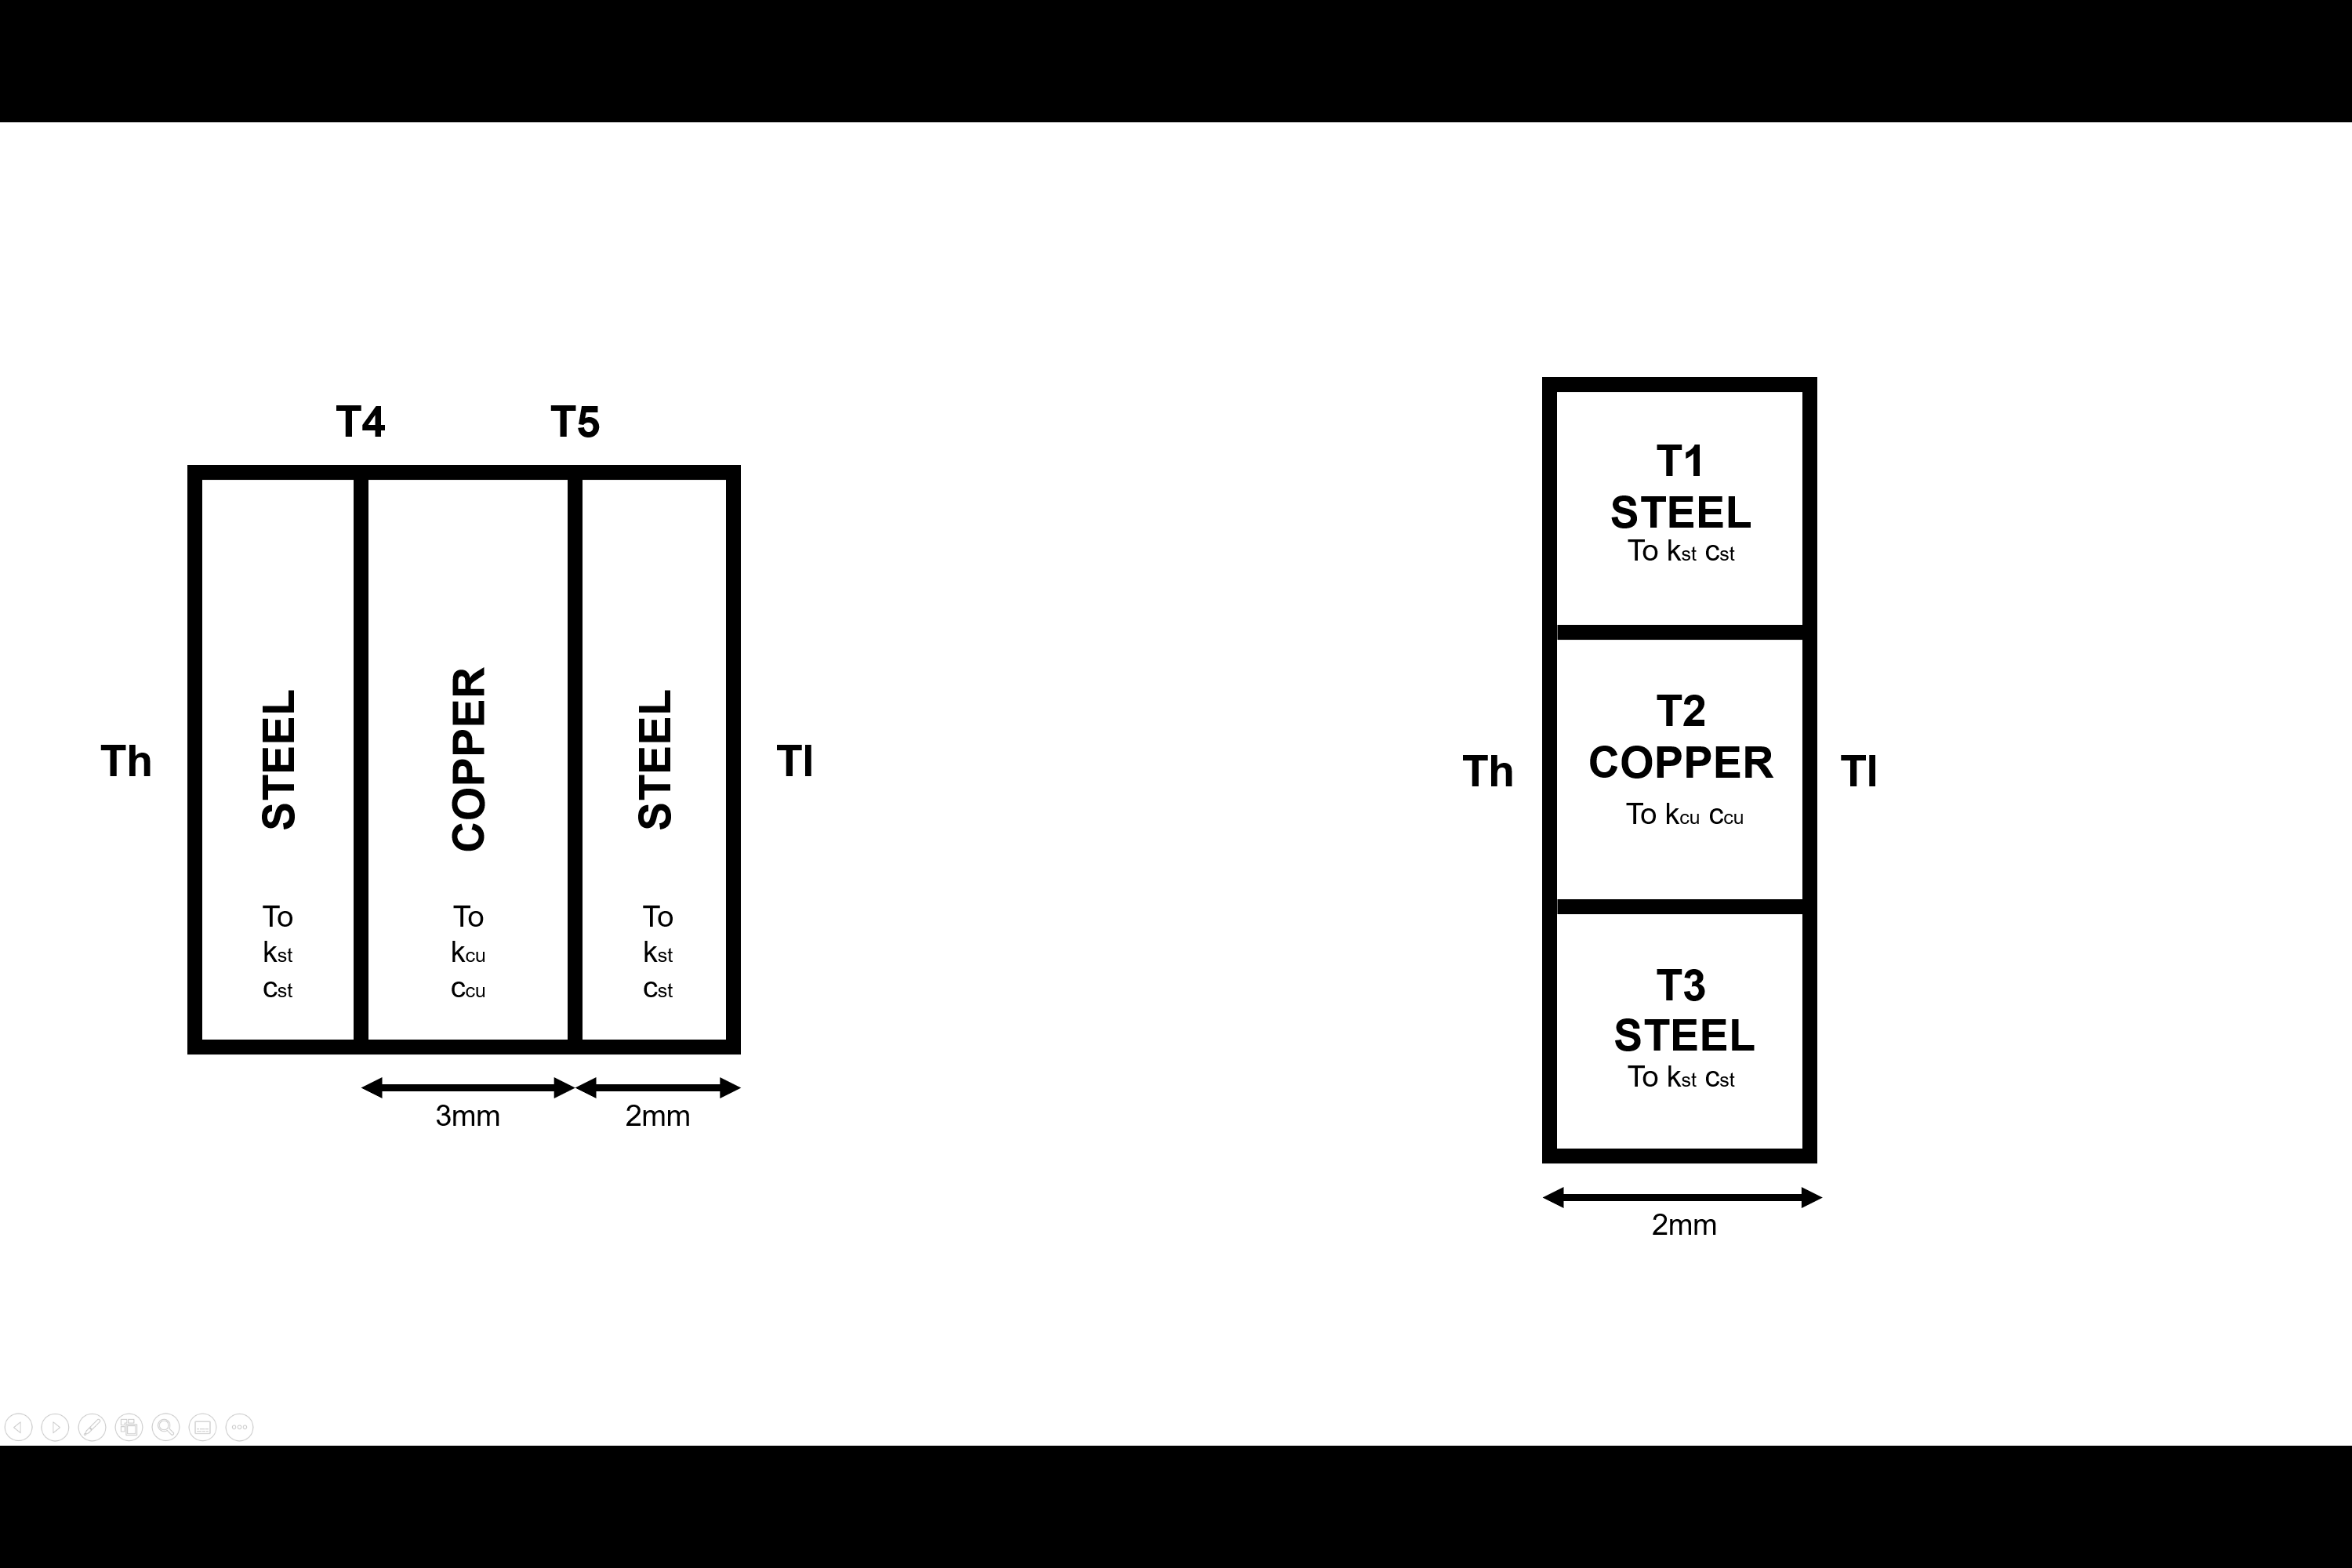 T4
T5
Th
STEEL
COPPER
STEEL
Tl
To
kst
cst
To
kcu
ccu
To
kst
cst
3mm
2mm
T1
STEEL
To kst cst
T2
COPPER
To kcu ccu
T3
STEEL
To kst cst
Th
Tl
2mm